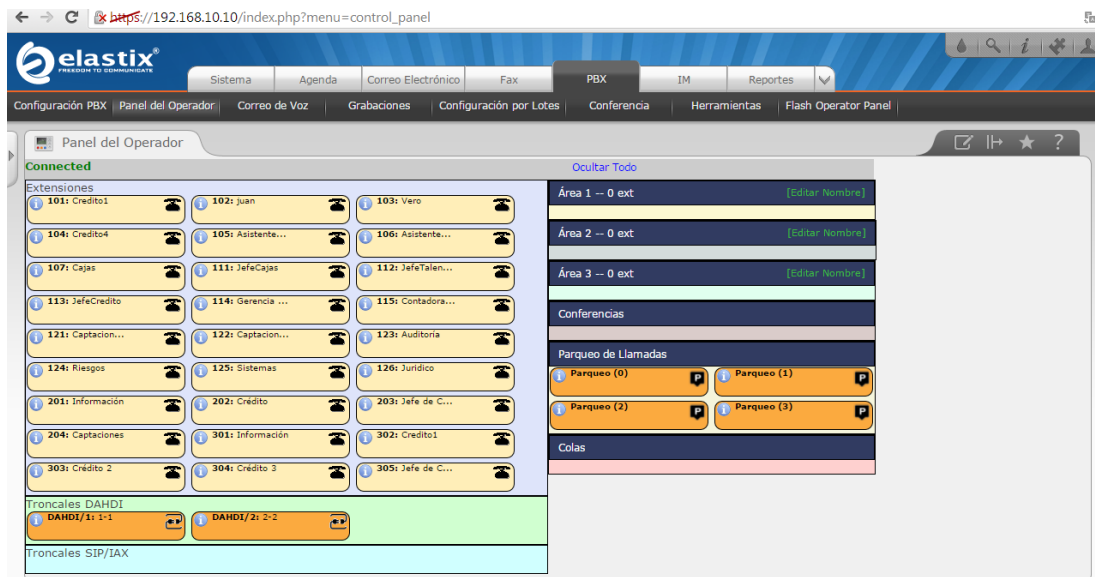 https://192.168.10.10/index.php?menu=control_panel
elastix®
FREEDOM TO COMMUNICATE
Sistema
Agenda
Correo Electrónico
Fax
PBX
IM
Reportes
Configuración PBX
Panel del Operador
Correo de Voz
Grabaciones
Configuración por Lotes
Conferencia
Herramientas
Flash Operator Panel
Panel del Operador
Connected
Ocultar Todo
Extensiones
101: Credito1
102: juan
103: Vero
104: Credito4
105: Asistente...
106: Asistente...
107: Cajas
111: JefeCajas
112: JefeTalen...
113: JefeCredito
114: Gerencia ...
115: Contadora...
121: Captacion...
122: Captacion...
123: Auditoria
124: Riesgos
125: Sistemas
126: Juridico
201: Información
202: Crédito
203: Jefe de C...
204: Captaciones
301: Información
302: Credito1
303: Crédito 2
304: Crédito 3
305: Jefe de C...
Troncales DAHDI
DAHDI/1: 1-1
DAHDI/2: 2-2
Troncales SIP/IAX
Área 1 -- 0 ext
[Editar Nombre]
Área 2 -- 0 ext
[Editar Nombre]
Área 3 -- 0 ext
[Editar Nombre]
Conferencias
Parqueo de Llamadas
Parqueo (0)
P
Parqueo (1)
P
Parqueo (2)
P
Parqueo (3)
P
Colas